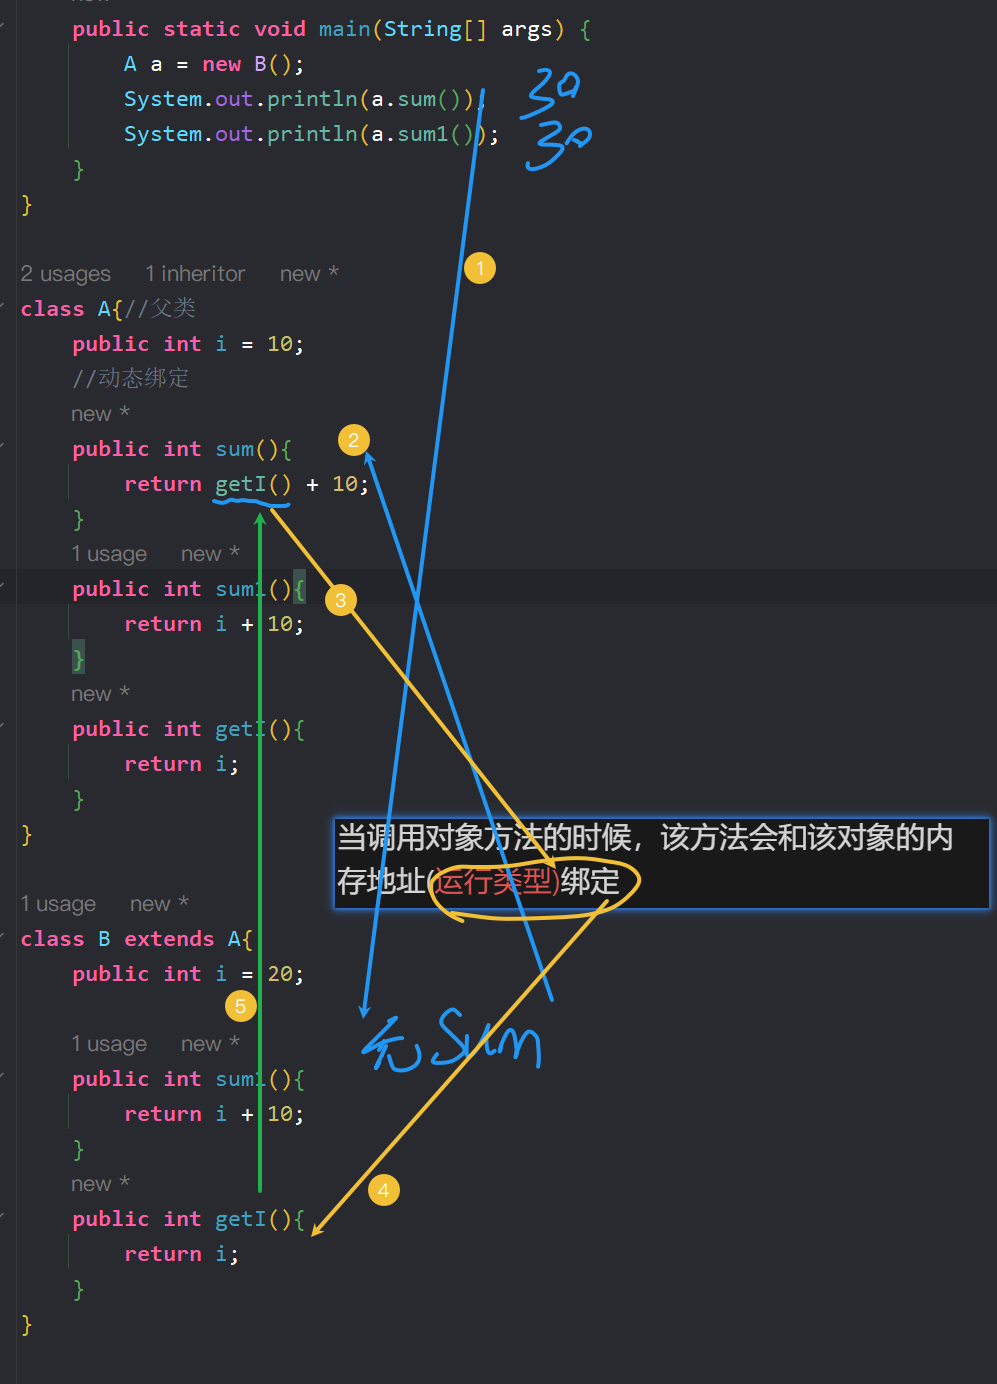 public static void main(String[] args) {
A a = new B();
System.out.println(a.sum());
30
System.out.println(a.sum1());
30
}
}
2 usages 1 inheritor new *
1
class A{//父类
public int i = 10;
//动态绑定
new *
2
public int sum(){
return getI() + 10;
}
1 usage new *
public int sum1(){
3
return i + 10;
}
new *
public int getI(){
return i;
}
}
当调用对象方法的时候，该方法会和该对象的内
存地址(运行类型)绑定
1 usage new *
class B extends A{
public int i = 20;
5
无sum
1 usage new *
public int sum1(){
return i + 10;
}
new *
4
public int getI(){
return i;
}
}